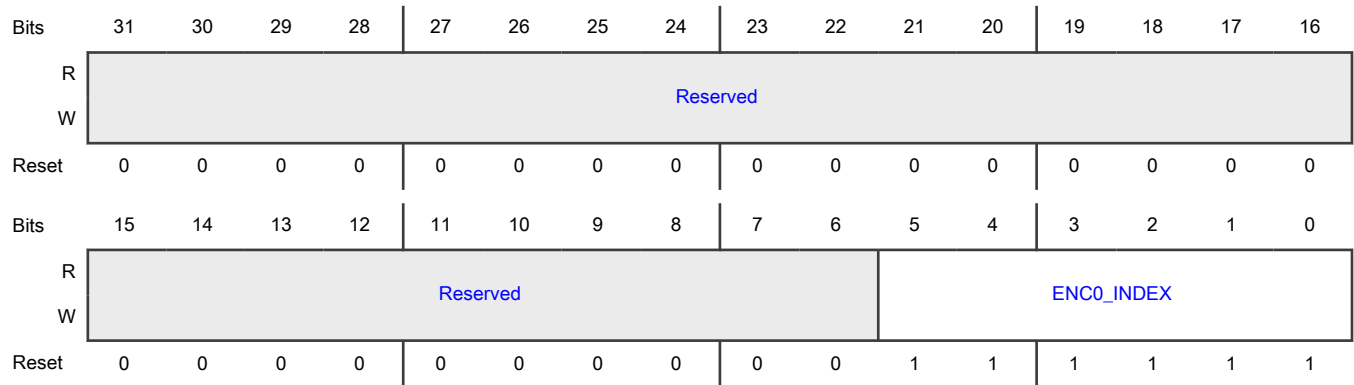 Bits 31 30 29 28 27 26 25 24 23 22 21 20 19 18 17 16
R
Reserved
W
Reset 0 0 0 0 0 0 0 0 0 0 0 0 0 0 0 0
Bits 15 14 13 12 11 10 9 8 7 6 5 4 3 2 1 0
R
Reserved ENC0_INDEX
W
Reset 0 0 0 0 0 0 0 0 0 0 1 1 1 1 1 1